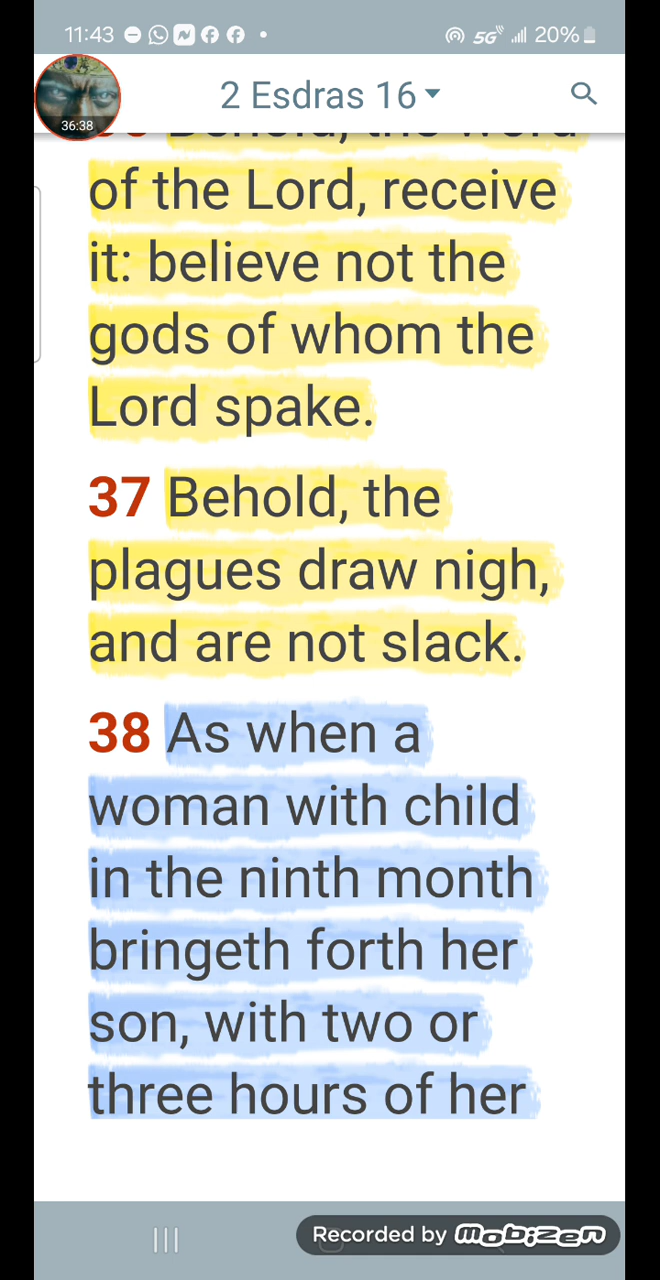 11:43 5G 20%
36:38
2 Esdras 16
of the Lord, receive
it: believe not the
gods of whom the
Lord spake.
37 Behold, the
plagues draw nigh,
and are not slack.
38 As when a
woman with child
in the ninth month
bringeth forth her
son, with two or
three hours of her
Recorded by mobizen